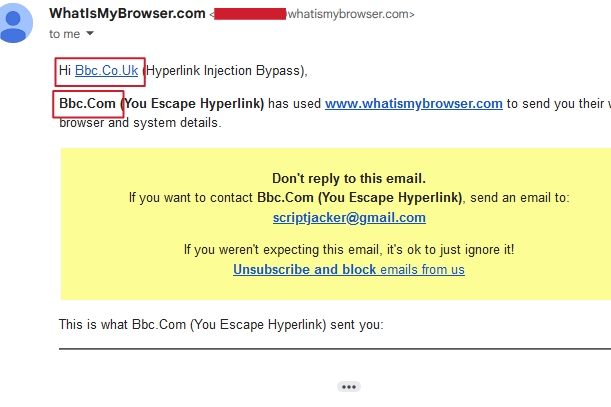 WhatIsMyBrowser.com < whatismybrowser.com>
to me
Hi Bbc.Co.Uk (Hyperlink Injection Bypass),
Bbc.Com (You Escape Hyperlink) has used www.whatismybrowser.com to send you their
browser and system details.
Don't reply to this email.
If you want to contact Bbc.Com (You Escape Hyperlink), send an email to:
scriptjacker@gmail.com
If you weren't expecting this email, it's ok to just ignore it!
Unsubscribe and block emails from us
This is what Bbc.Com (You Escape Hyperlink) sent you: